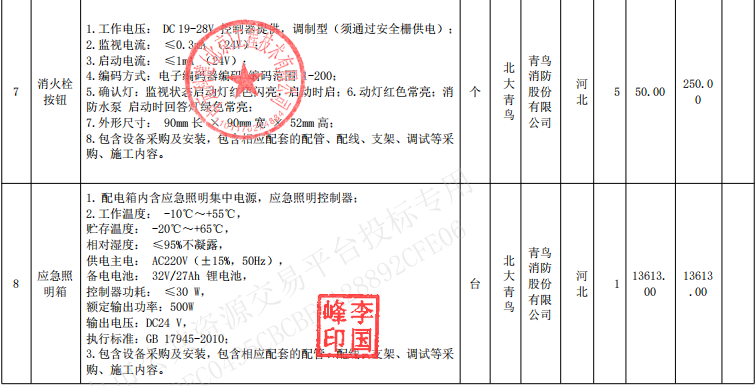 7
消火栓
按钮
1.工作电压: DC 19-28V 控制器提供, 调制型(须通过安全栅供电);
2.监视电流: ≤0.3mA (24V);
3.启动电流: ≤1mA (24V);
4.编码方式: 电子编码器编码 编码范围 1-200;
5.确认灯: 监视状态启动灯红色闪亮; 启动时启; 6.动灯红色常亮; 消
防水泵 启动时回答灯绿色常亮;
7.外形尺寸: 90mm 长 × 90mm 宽 × 52mm 高;
8.包含设备采购及安装, 包含相应配套的配管、配线、支架、调试等采
购、施工内容。
个
北
大
青
鸟
青鸟
消防
股份
有限
公司
河
北
5
50.00
250.0
0
8
应急照
明箱
1. 配电箱内含应急照明集中电源, 应急照明控制器;
2.工作温度: -10℃～+55℃,
贮存温度: -20℃～+65℃,
相对湿度: ≤95%不凝露,
供电主电: AC220V(±15%, 50Hz),
备电电池: 32V/27Ah 锂电池,
控制器功耗: ≤30 W,
额定输出功率: 500W
输出电压: DC24 V,
执行标准: GB 17945-2010;
3.包含设备采购及安装, 包含相应配套的配管、配线、支架、调试等采
购、施工内容。
台
北
大
青
鸟
青鸟
消防
股份
有限
公司
河
北
1
13613.
00
13613
.00
李国
峰印
资源交易平台投标专用